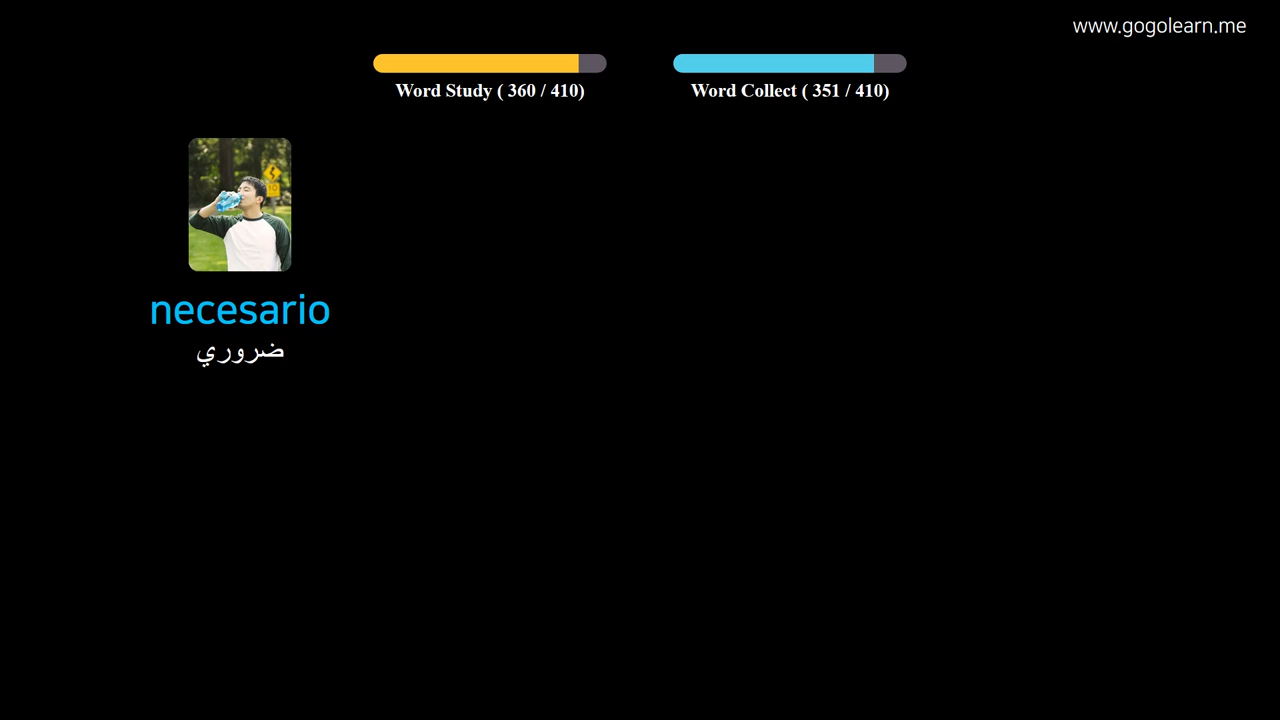 www.gogolearn.me
Word Study ( 360 / 410)
Word Collect ( 351 / 410)
necesario
ضروري